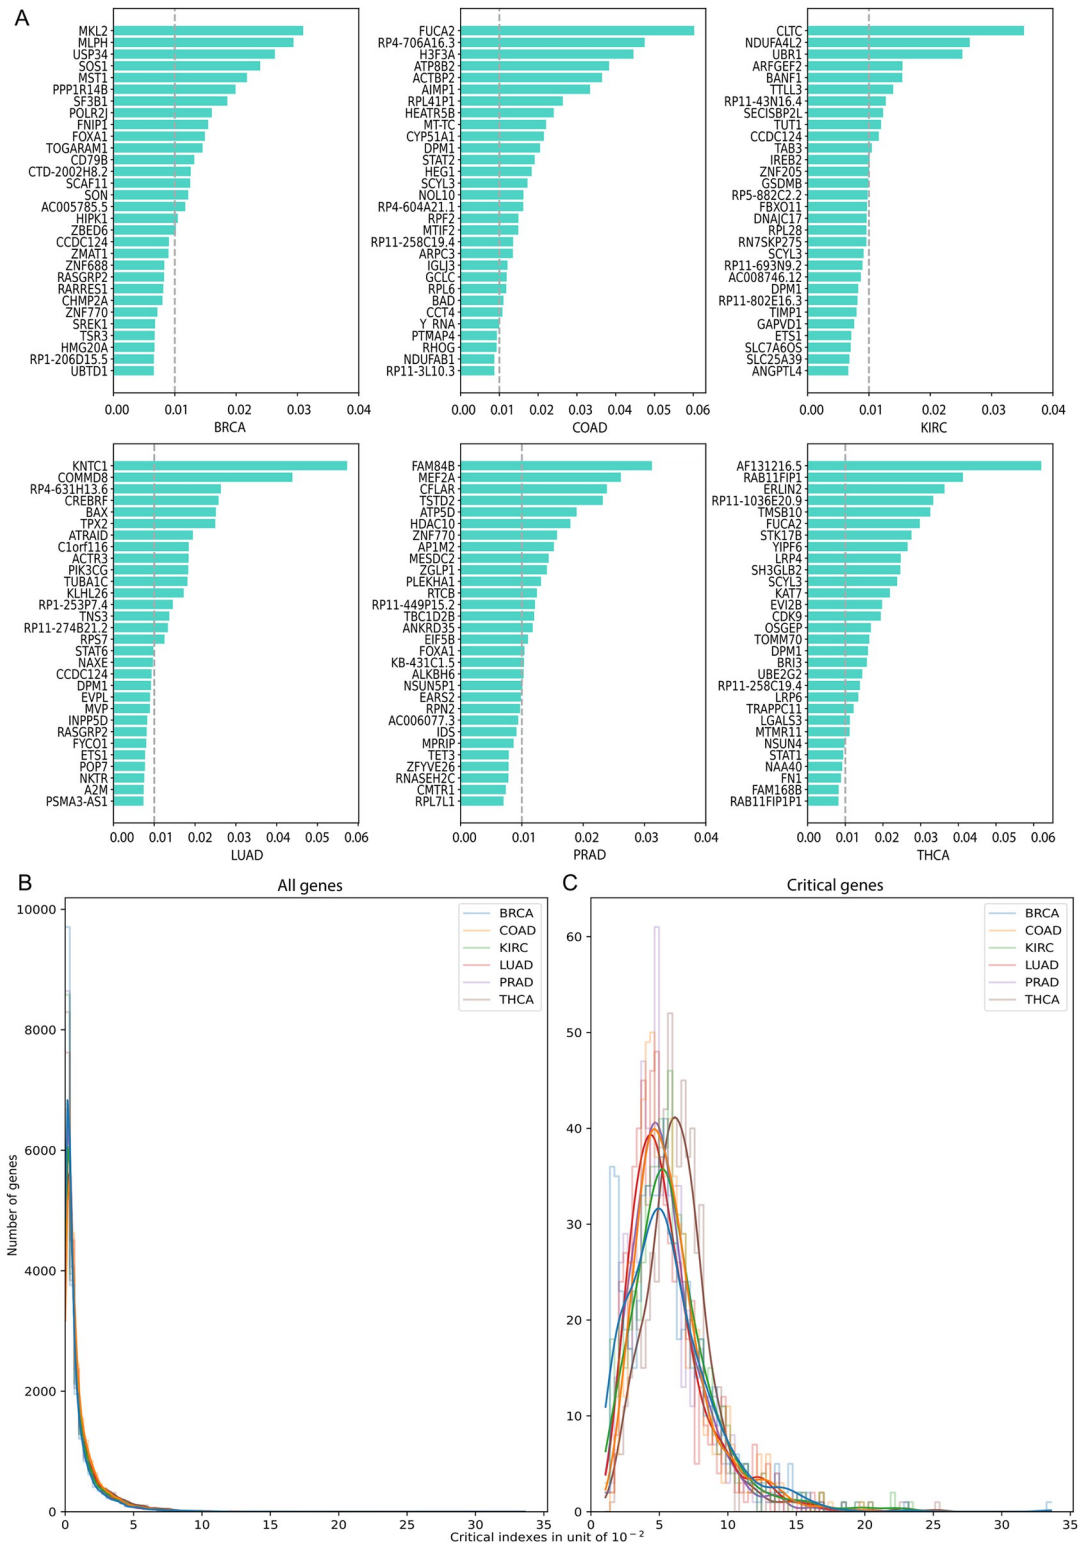 A
MKL2
MLPH
USP34
SOS1
MST1
PPP1R14B
SF3B1
POLR2J
FNIP1
FOXA1
TOGARAM1
CD79B
CTD-2002H8.2
SCAF11
SON
AC005785.5
HIPK1
ZBED6
CCDC124
ZMAT1
ZNF688
RASGRP2
RARRES1
CHMP2A
ZNF770
SREK1
TSR3
HMG20A
RP1-206D15.5
UBTD1
0.00 0.01 0.02 0.03 0.04
BRCA
FUCA2
RP4-706A16.3
H3F3A
ATP8B2
ACTBP2
AIMP1
RPL41P1
HEATR5B
MT-TC
CYP51A1
DPM1
STAT2
HEG1
SCYL3
NOL10
RP4-604A21.1
RPF2
MTIF2
RP11-258C19.4
ARPC3
IGLJ3
GCLC
RPL6
BAD
CCT4
Y_RNA
PTMAP4
RHOG
NDUFAB1
RP11-3L10.3
0.00 0.01 0.02 0.03 0.04 0.05 0.06
COAD
CLTC
NDUFA4L2
UBR1
ARFGEF2
BANF1
TTLL3
RP11-43N16.4
SECISBP2L
TUT1
CCDC124
TAB3
IREB2
ZNF205
GSDMB
RP5-882C2.2
FBXO11
DNAJC17
RPL28
RN7SKP275
SCYL3
RP11-693N9.2
AC008746.12
DPM1
RP11-802E16.3
TIMP1
GAPVD1
ETS1
SLC7A6OS
SLC25A39
ANGPTL4
0.00 0.01 0.02 0.03 0.04
KIRC
KNTC1
COMMD8
RP4-631H13.6
CREBRF
BAX
TPX2
ATRAID
C1orf116
ACTR3
PIK3CG
TUBA1C
KLHL26
RP1-253P7.4
TNS3
RP11-274B21.2
RPS7
STAT6
NAXE
CCDC124
DPM1
EVPL
MVP
INPP5D
RASGRP2
FYCO1
ETS1
POP7
NKTR
A2M
PSMA3-AS1
0.00 0.01 0.02 0.03 0.04 0.05 0.06
LUAD
FAM84B
MEF2A
CFLAR
TSTD2
ATP5D
HDAC10
ZNF770
AP1M2
MESDC2
ZGLP1
PLEKHA1
RTCB
RP11-449P15.2
TBC1D2B
ANKRD35
EIF5B
FOXA1
KB-431C1.5
ALKBH6
NSUN5P1
EARS2
RPN2
AC006077.3
IDS
MPRIP
TET3
ZFYVE26
RNASEH2C
CMTR1
RPL7L1
0.00 0.01 0.02 0.03 0.04
PRAD
AF131216.5
RAB11FIP1
ERLIN2
RP11-1036E20.9
TMSB10
FUCA2
STK17B
YIPF6
LRP4
SH3GLB2
SCYL3
KAT7
EVI2B
CDK9
OSGEP
TOMM70
DPM1
BRI3
UBE2G2
RP11-258C19.4
LRP6
TRAPPC11
LGALS3
MTMR11
NSUN4
STAT1
NAA40
FN1
FAM168B
RAB11FIP1P1
0.00 0.01 0.02 0.03 0.04 0.05 0.06
THCA
B
All genes
10000
8000
6000
4000
2000
0
Number of genes
BRCA
COAD
KIRC
LUAD
PRAD
THCA
0 5 10 15 20 25 30 35
C
Critical genes
60
50
40
30
20
10
0
BRCA
COAD
KIRC
LUAD
PRAD
THCA
0 5 10 15 20 25 30 35
Critical indexes in unit of 10⁻²